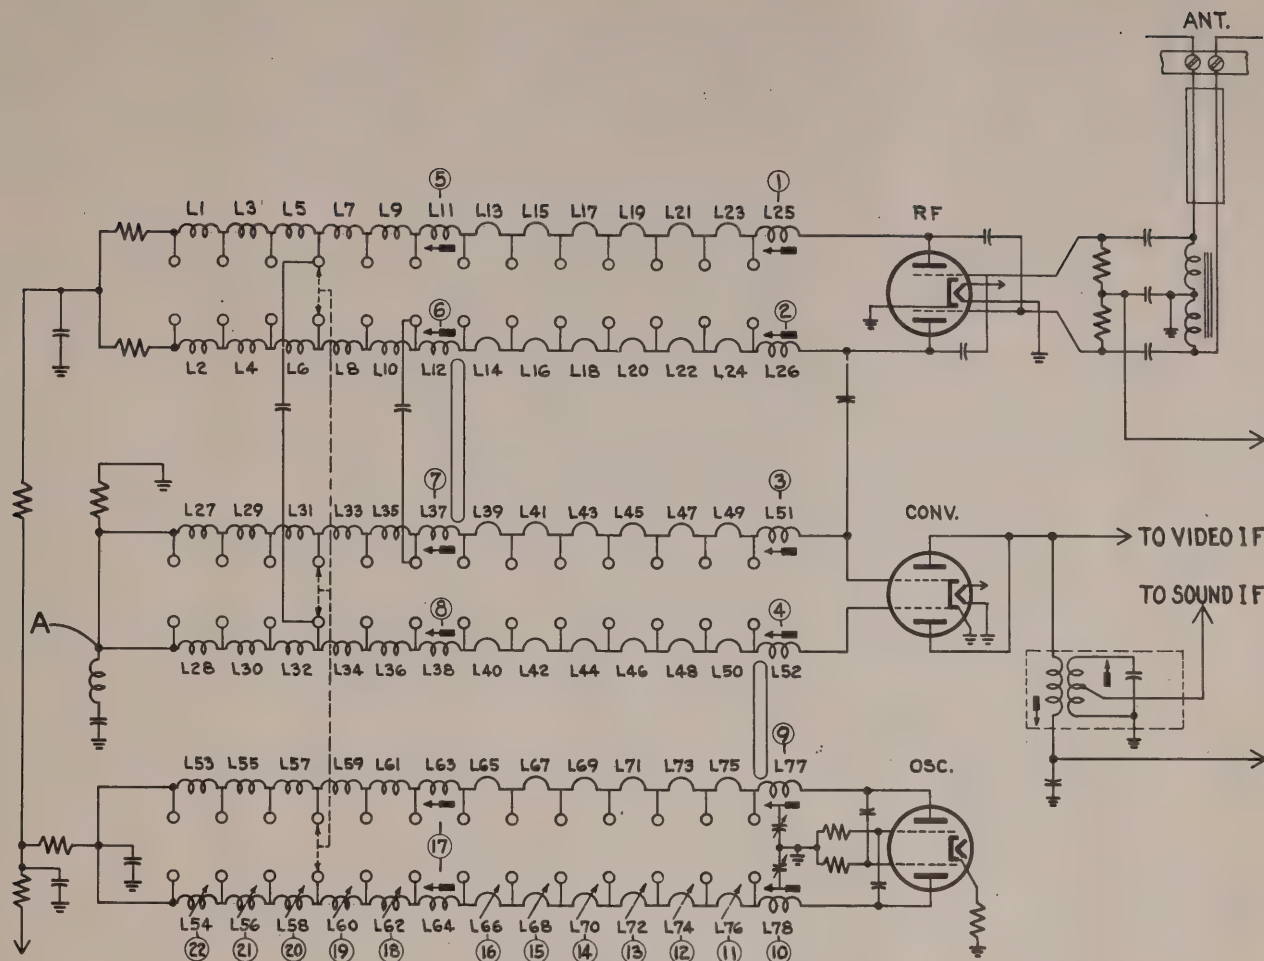 ANT.
⑤ ①
L1 L3 L5 L7 L9 L11 L13 L15 L17 L19 L21 L23 L25 RF
⑥ ②
L2 L4 L6 L8 L10 L12 L14 L16 L18 L20 L22 L24 L26
⑦ ③
L27 L29 L31 L33 L35 L37 L39 L41 L43 L45 L47 L49 L51 CONV.
TO VIDEO IF
TO SOUND IF
A ⑧ ④
L28 L30 L32 L34 L36 L38 L40 L42 L44 L46 L48 L50 L52
⑨
L53 L55 L57 L59 L61 L63 L65 L67 L69 L71 L73 L75 L77 OSC.
⑰
L54 L56 L58 L60 L62 L64 L66 L68 L70 L72 L74 L76 L78
㉒ ㉑ ⑳ ⑲ ⑱ ⑯ ⑮ ⑭ ⑬ ⑫ ⑪ ⑩